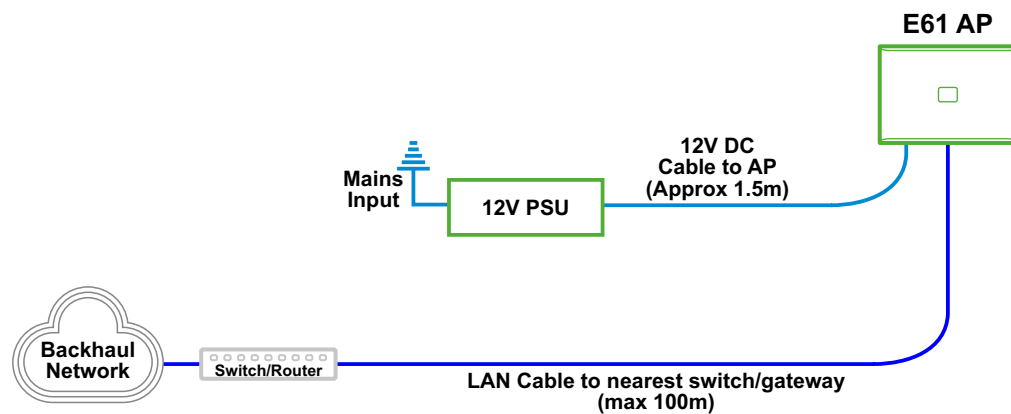 E61 AP
12V DC
Cable to AP
(Approx 1.5m)
Mains
Input
12V PSU
Backhaul
Network
Switch/Router
LAN Cable to nearest switch/gateway
(max 100m)